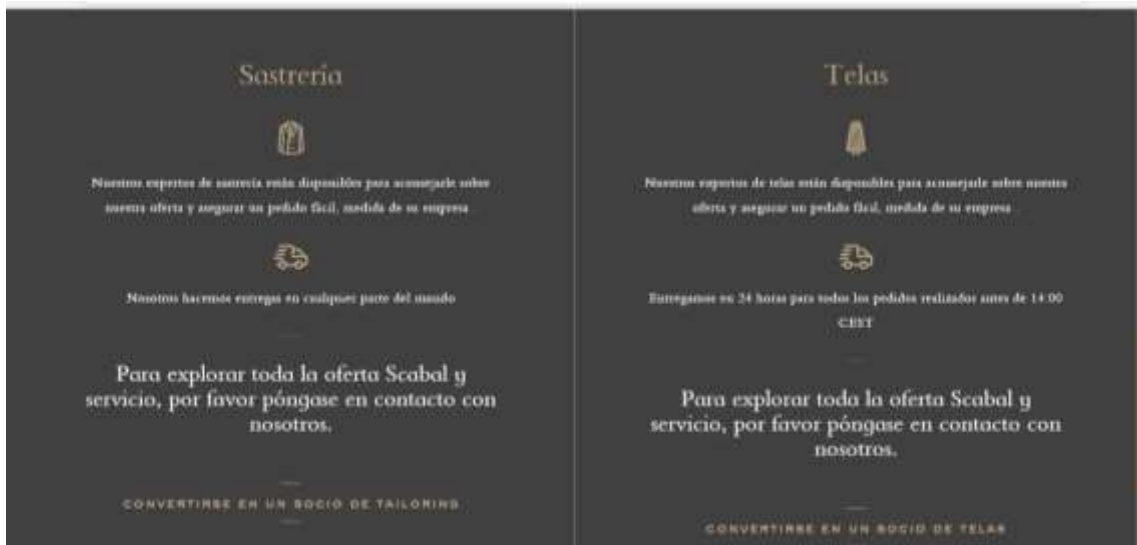 Sastrería
Nuestros expertos de sastrería están disponibles para aconsejarle sobre
nuestra oferta y asegurar un pedido fácil, medida de su empresa
Nosotros hacemos entregas en cualquier parte del mundo
Para explorar toda la oferta Scabal y
servicio, por favor póngase en contacto con
nosotros.
CONVERTIRSE EN UN SOCIO DE TAILORING
Telas
Nuestros expertos de telas están disponibles para aconsejarle sobre nuestra
oferta y asegurar un pedido fácil, medida de su empresa
Entregamos en 24 horas para todos los pedidos realizados antes de 14:00
CEST
Para explorar toda la oferta Scabal y
servicio, por favor póngase en contacto con
nosotros.
CONVERTIRSE EN UN SOCIO DE TELAS